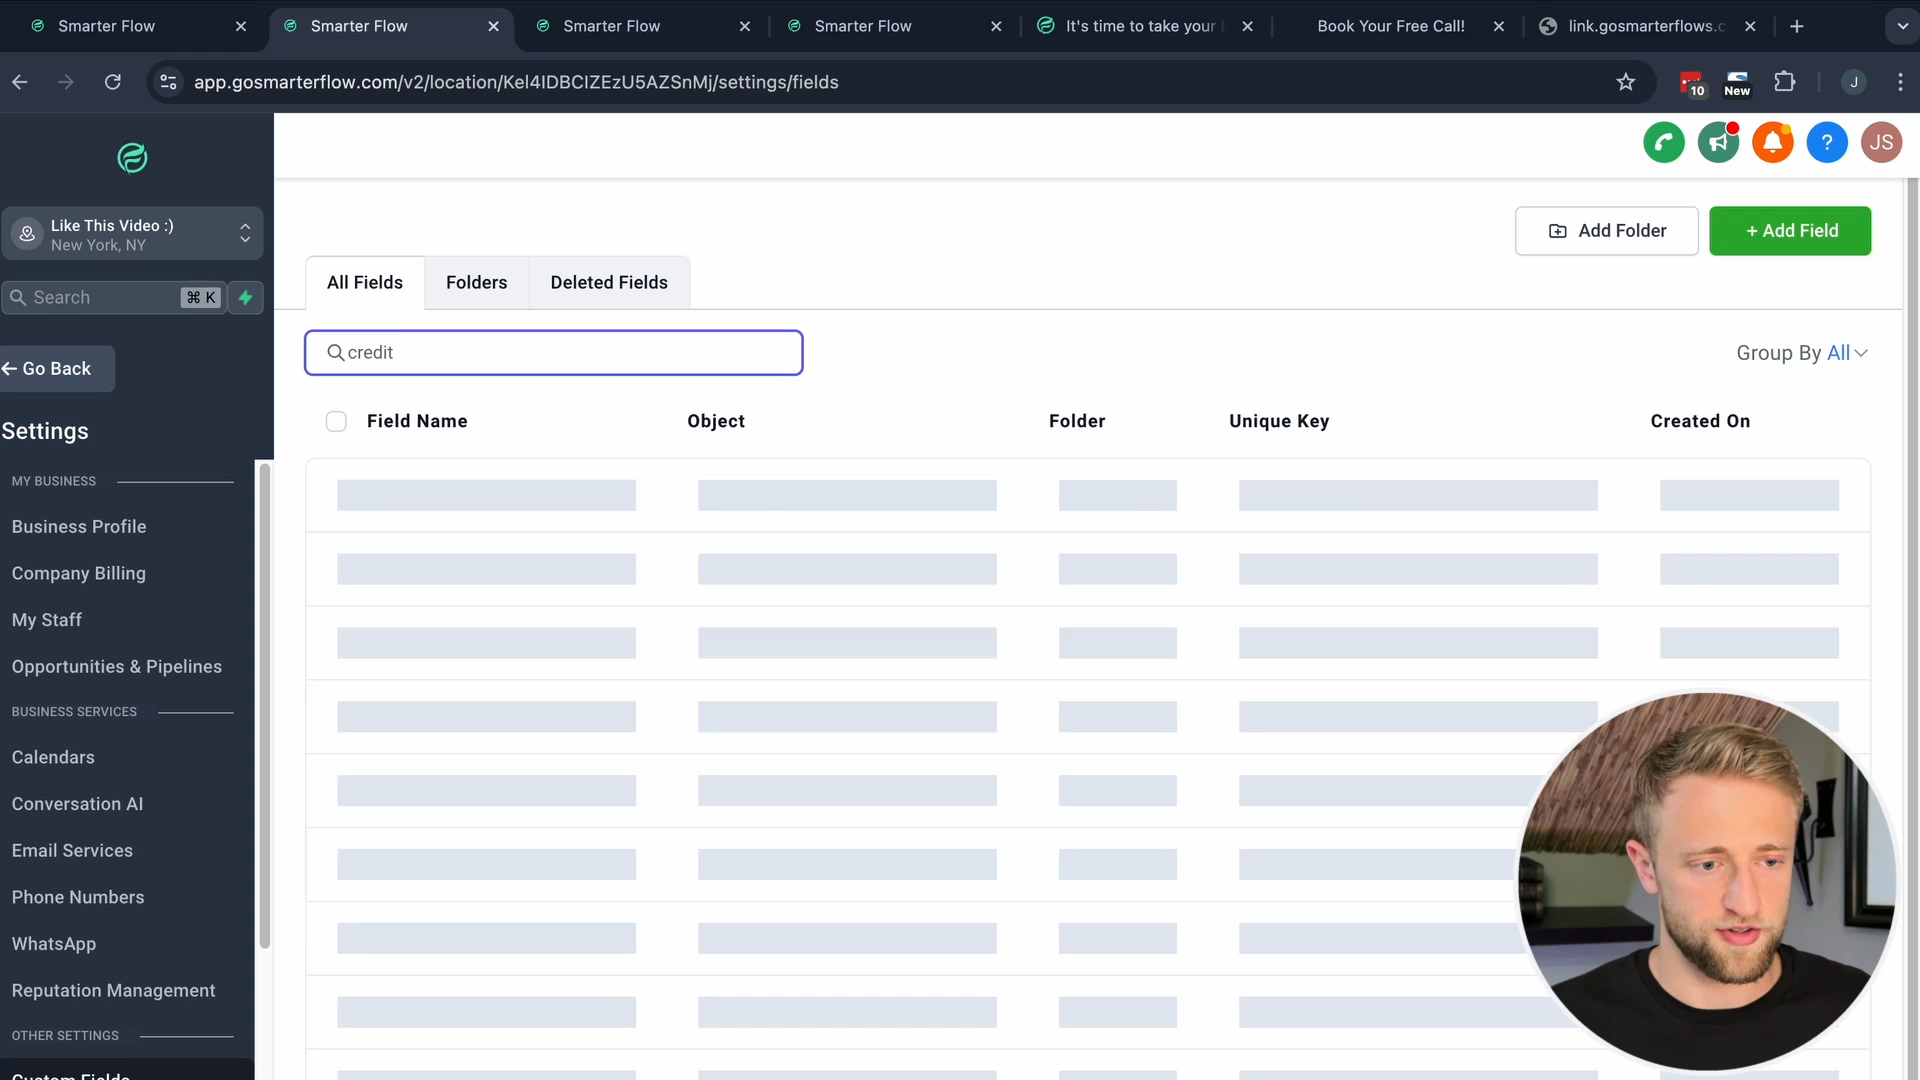 Smarter Flow
Smarter Flow
Smarter Flow
Smarter Flow
It's time to take your
Book Your Free Call!
link.gosmarterflows.c
app.gosmarterflow.com/v2/location/Kel4IDBCIZEzU5AZSnMj/settings/fields
10
New
J
Like This Video :)
New York, NY
Search
⌘ K
Go Back
Settings
MY BUSINESS
Business Profile
Company Billing
My Staff
Opportunities & Pipelines
BUSINESS SERVICES
Calendars
Conversation AI
Email Services
Phone Numbers
WhatsApp
Reputation Management
OTHER SETTINGS
Custom Fields
?
JS
Add Folder
+ Add Field
All Fields
Folders
Deleted Fields
credit
Group By All
Field Name
Object
Folder
Unique Key
Created On